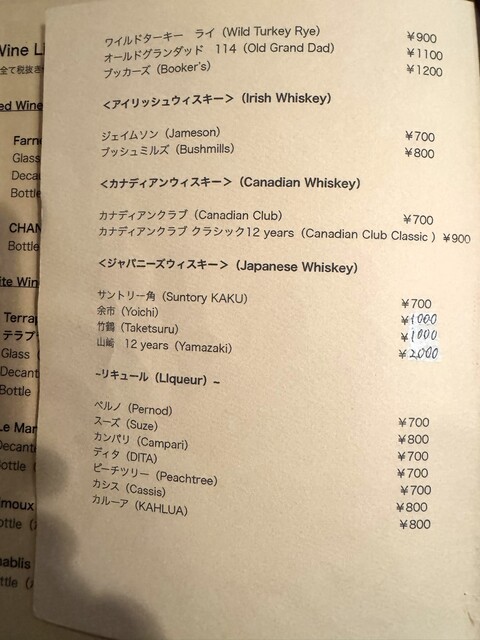 ワイルドターキー　ライ（Wild Turkey Rye） ¥900
オールドグランダッド　114（Old Grand Dad） ¥1100
ブッカーズ（Booker's） ¥1200
＜アイリッシュウィスキー＞（Irish Whiskey）
ジェイムソン（Jameson） ¥700
ブッシュミルズ（Bushmills） ¥800
＜カナディアンウィスキー＞（Canadian Whiskey）
カナディアンクラブ（Canadian Club） ¥700
カナディアンクラブ クラシック12 years（Canadian Club Classic ）¥900
＜ジャパニーズウィスキー＞（Japanese Whiskey）
サントリー角（Suntory KAKU） ¥700
余市（Yoichi） ¥1000
竹鶴（Taketsuru） ¥1000
山崎　12 years（Yamazaki） ¥2000
~リキュール（LIqueur）~
ペルノ（Pernod） ¥700
スーズ（Suze） ¥800
カンパリ（Campari） ¥700
ディタ（DITA） ¥700
ピーチツリー（Peachtree） ¥700
カシス（Cassis） ¥800
カルーア（KAHLUA） ¥800
Wine L
全て税抜き
ed Wine
Farn
Glass
Deca
Bottle
CHAN
Bottle
ite Win
Terra
テラプ
Glass（
Decan
Bottle
Le Mar
Decant
Bottle（
imoux
ottle（
hablis
ottle（